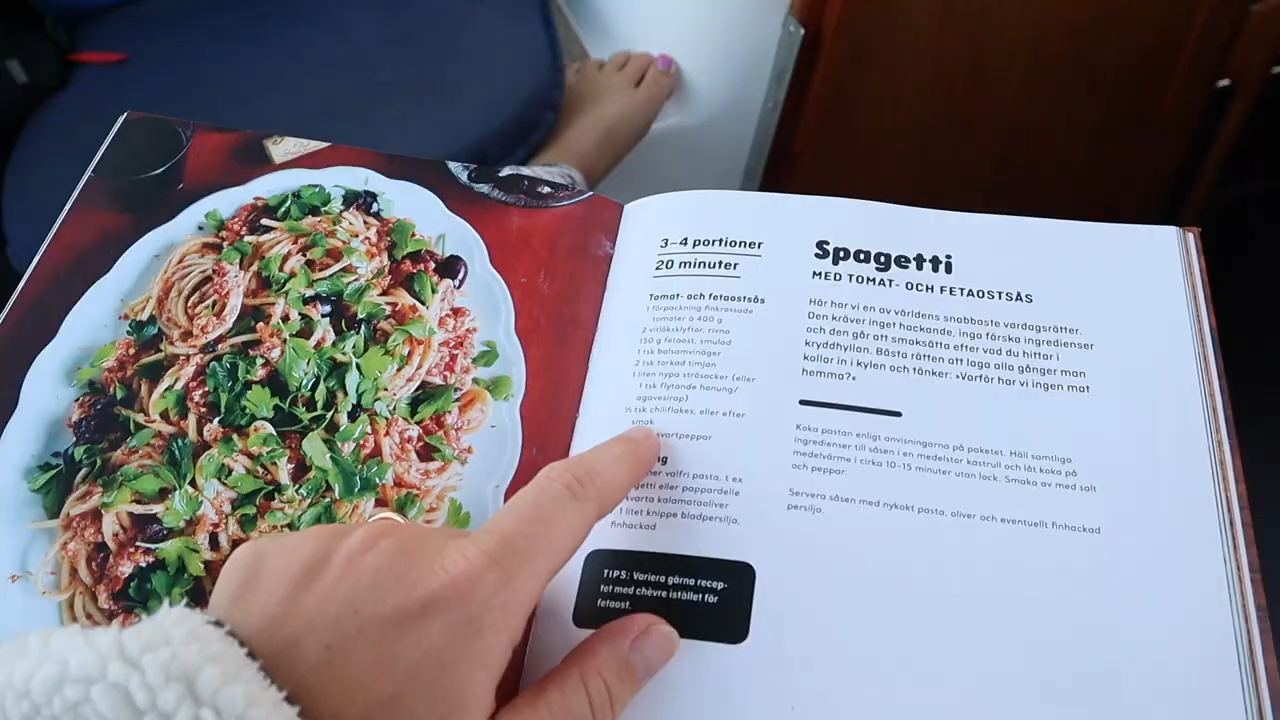 3–4 portioner
20 minuter
Tomat- och fetaostsås
1 förpackning finkrossade
tomater à 400 g
2 vitlöksklyftor, rivna
150 g fetaost, smulad
1 tsk balsamvinäger
2 tsk torkad timjan
1 liten nypa strösocker (eller
1 tsk flytande honung/
agavesirap)
½ tsk chiliflakes, eller efter
smak
svartpeppar
valfri pasta, t ex
eller pappardelle
svarta kalamataoliver
1 litet knippe bladpersilja,
finhackad
TIPS: Variera gärna recep-
tet med chèvre istället för
fetaost.
Spagetti
MED TOMAT- OCH FETAOSTSÅS
Här har vi en av världens snabbaste vardagsrätter.
Den kräver inget hackande, inga färska ingredienser
och den går att smaksätta efter vad du hittar i
kryddhyllan. Bästa rätten att laga alla gånger man
kollar in i kylen och tänker: »Varför har vi ingen mat
hemma?«
Koka pastan enligt anvisningarna på paketet. Häll samtliga
ingredienser till såsen i en medelstor kastrull och låt koka på
medelvärme i cirka 10–15 minuter utan lock. Smaka av med salt
och peppar.
Servera såsen med nykokt pasta, oliver och eventuellt finhackad
persilja.